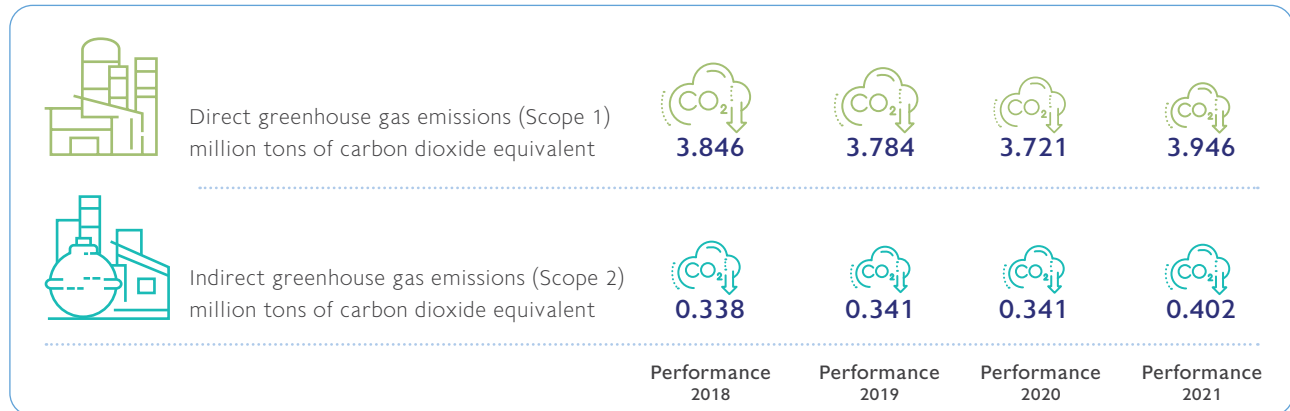 CO₂ CO₂ CO₂ CO₂
Direct greenhouse gas emissions (Scope 1)
million tons of carbon dioxide equivalent
3.846 3.784 3.721 3.946
CO₂ CO₂ CO₂ CO₂
Indirect greenhouse gas emissions (Scope 2)
million tons of carbon dioxide equivalent
0.338 0.341 0.341 0.402
Performance Performance Performance Performance
2018 2019 2020 2021